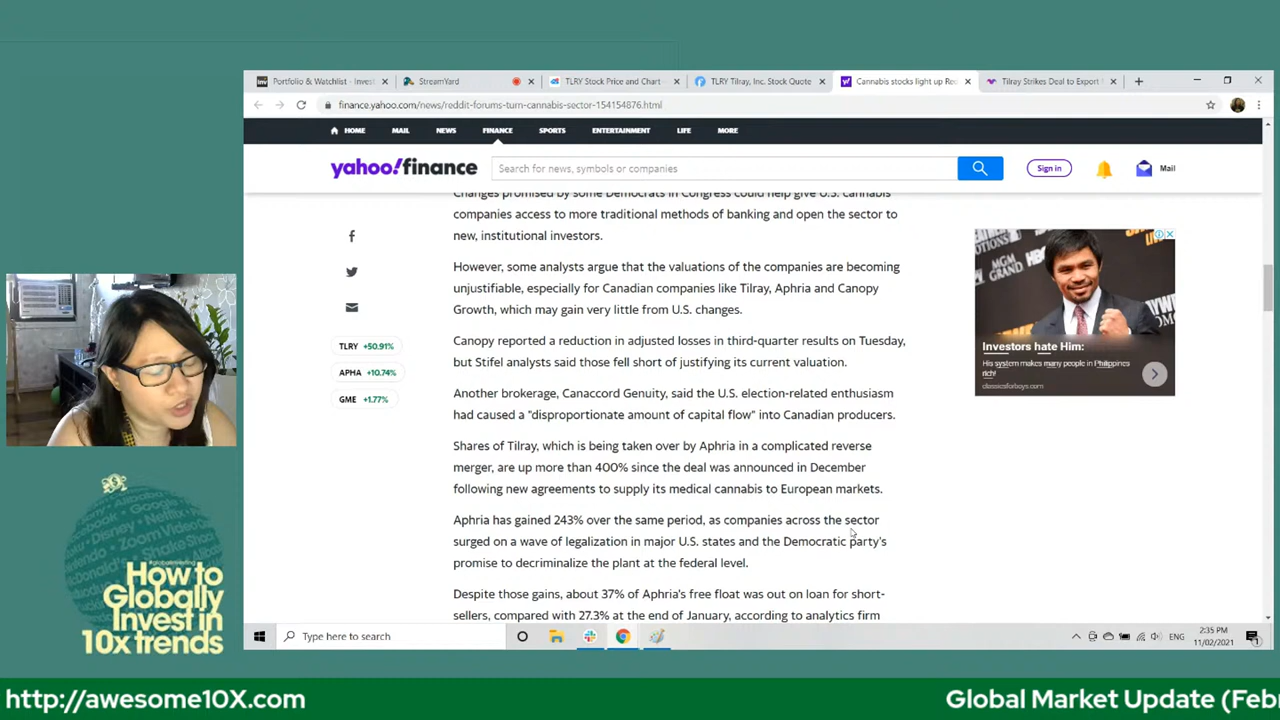 Portfolio & Watchlist - Invest
StreamYard
TLRY Stock Price and Chart -
TLRY Tilray, Inc. Stock Quote
Cannabis stocks light up Red
Tilray Strikes Deal to Export
finance.yahoo.com/news/reddit-forums-turn-cannabis-sector-154154876.html
HOME MAIL NEWS FINANCE SPORTS ENTERTAINMENT LIFE MORE
yahoo!finance
Search for news, symbols or companies
Sign in
Mail
Changes promised by some Democrats in Congress could help give U.S. cannabis
companies access to more traditional methods of banking and open the sector to
new, institutional investors.
However, some analysts argue that the valuations of the companies are becoming
unjustifiable, especially for Canadian companies like Tilray, Aphria and Canopy
Growth, which may gain very little from U.S. changes.
Canopy reported a reduction in adjusted losses in third-quarter results on Tuesday,
but Stifel analysts said those fell short of justifying its current valuation.
Another brokerage, Canaccord Genuity, said the U.S. election-related enthusiasm
had caused a "disproportionate amount of capital flow" into Canadian producers.
Shares of Tilray, which is being taken over by Aphria in a complicated reverse
merger, are up more than 400% since the deal was announced in December
following new agreements to supply its medical cannabis to European markets.
Aphria has gained 243% over the same period, as companies across the sector
surged on a wave of legalization in major U.S. states and the Democratic party's
promise to decriminalize the plant at the federal level.
Despite those gains, about 37% of Aphria's free float was out on loan for short-
sellers, compared with 27.3% at the end of January, according to analytics firm
TLRY +50.91%
APHA +10.74%
GME +1.77%
MGM
GRAND
HBO
Investors hate Him:
His system makes many people in Philippines
rich!
classicsforboys.com
Type here to search
ENG
2:35 PM
11/02/2021
#globalinvesting
How to
Globally
Invest in
10x trends
http://awesome10X.com
Global Market Update (Feb